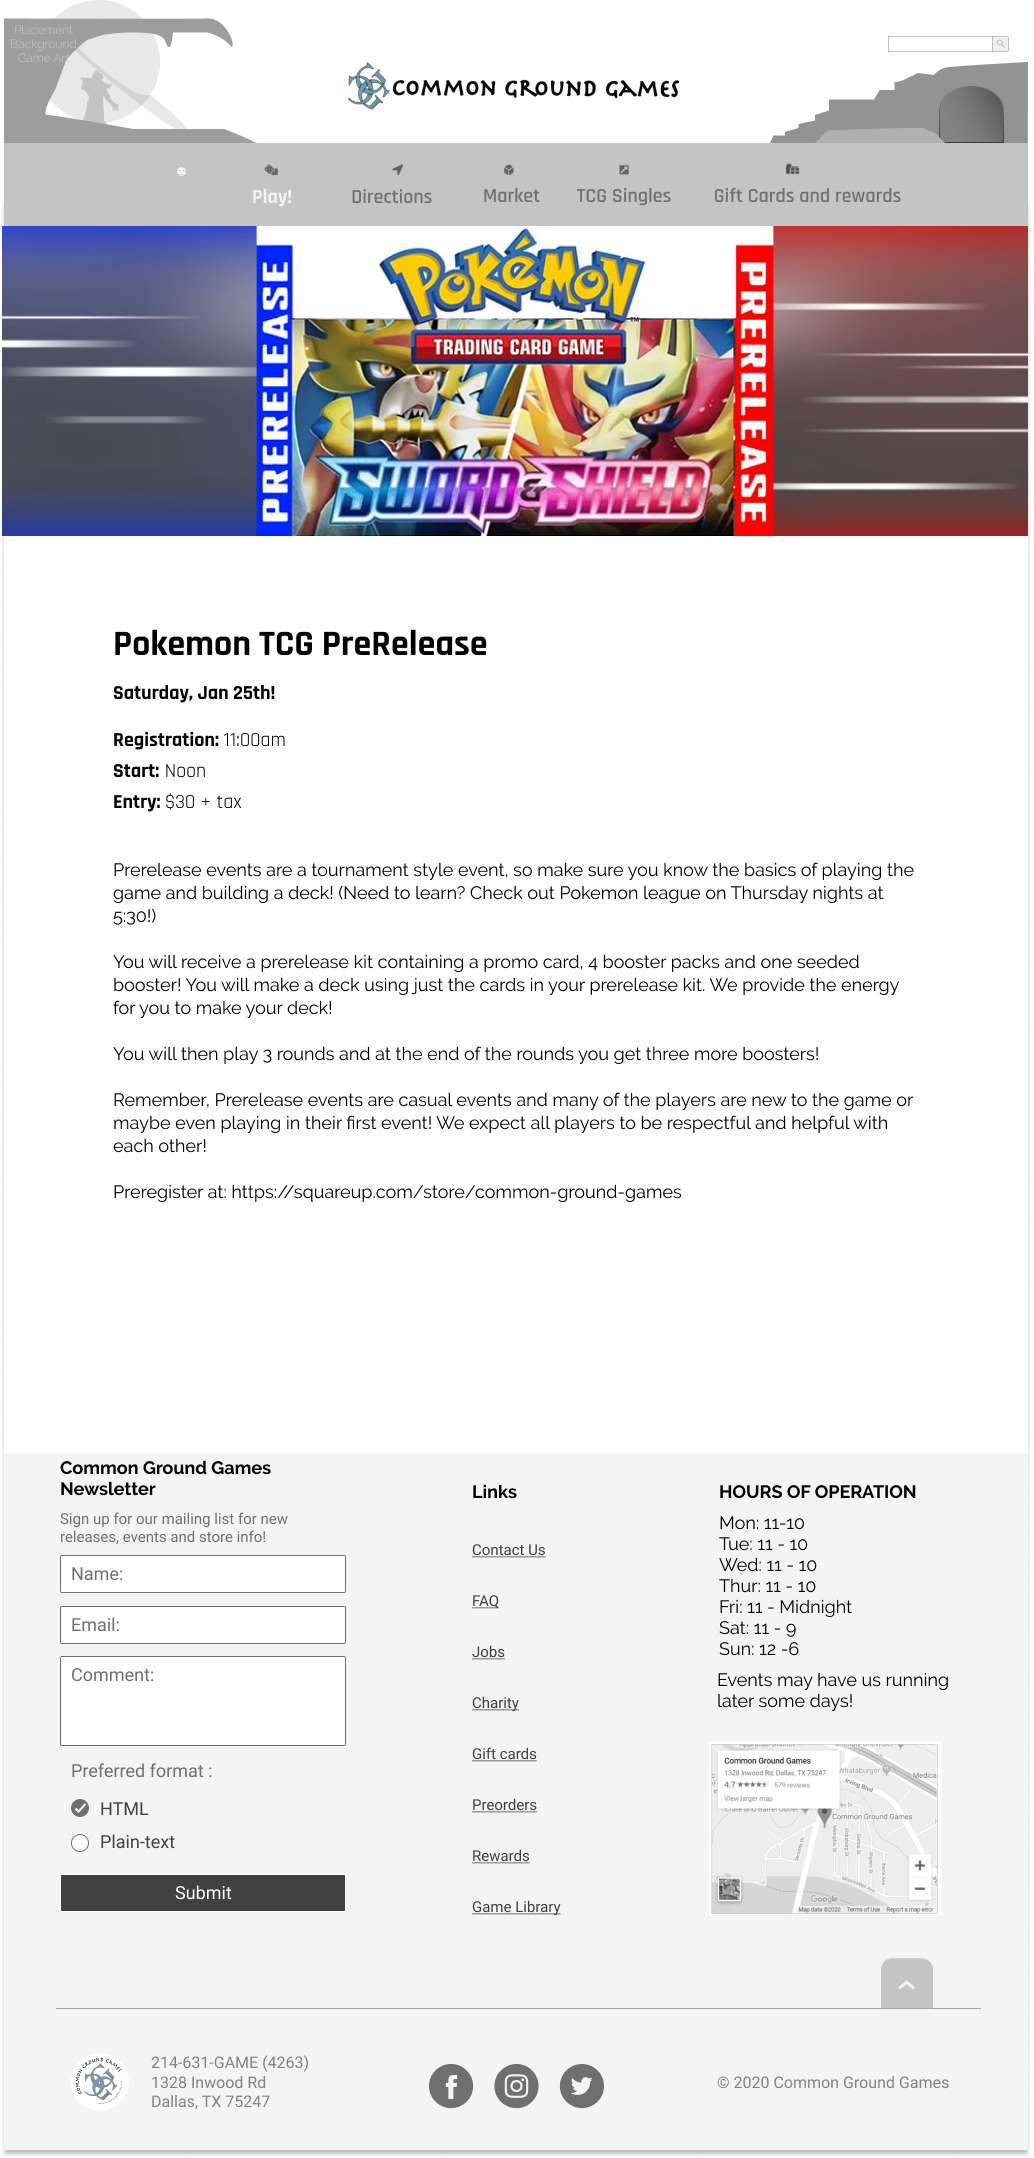 Placement
Background
Game Art
COMMON GROUND GAMES
Play!
Directions
Market
TCG Singles
Gift Cards and rewards
PRERELEASE
POKéMON
TM
TRADING CARD GAME
SWORD & SHIELD
PRERELEASE
Pokemon TCG PreRelease
Saturday, Jan 25th!
Registration: 11:00am
Start: Noon
Entry: $30 + tax
Prerelease events are a tournament style event, so make sure you know the basics of playing the
game and building a deck! (Need to learn? Check out Pokemon league on Thursday nights at
5:30!)
You will receive a prerelease kit containing a promo card, 4 booster packs and one seeded
booster! You will make a deck using just the cards in your prerelease kit. We provide the energy
for you to make your deck!
You will then play 3 rounds and at the end of the rounds you get three more boosters!
Remember, Prerelease events are casual events and many of the players are new to the game or
maybe even playing in their first event! We expect all players to be respectful and helpful with
each other!
Preregister at: https://squareup.com/store/common-ground-games
Common Ground Games
Newsletter
Sign up for our mailing list for new
releases, events and store info!
Name:
Email:
Comment:
Preferred format :
HTML
Plain-text
Submit
Links
Contact Us
FAQ
Jobs
Charity
Gift cards
Preorders
Rewards
Game Library
HOURS OF OPERATION
Mon: 11-10
Tue: 11 - 10
Wed: 11 - 10
Thur: 11 - 10
Fri: 11 - Midnight
Sat: 11 - 9
Sun: 12 -6
Events may have us running
later some days!
Common Ground Games
1328 Inwood Rd, Dallas, TX 75247
4.7 579 reviews
View larger map
Whataburger
Medica
Irving Blvd
Crate and Barrel Outlet
Common Ground Games
Mississippi Ave
Google
Map data ©2020 Terms of Use Report a map error
COMMON GROUND GAMES
214-631-GAME (4263)
1328 Inwood Rd
Dallas, TX 75247
© 2020 Common Ground Games